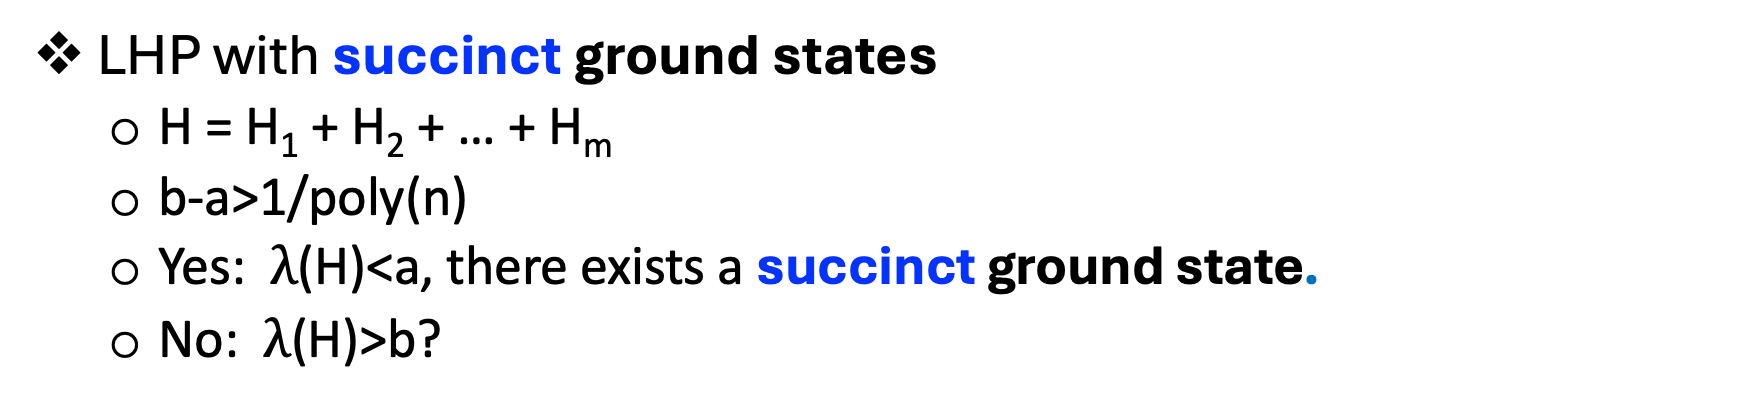 ❖ LHP with succinct ground states
○ H = H₁ + H₂ + ... + Hₘ
○ b-a>1/poly(n)
○ Yes: λ(H)<a, there exists a succinct ground state.
○ No: λ(H)>b?